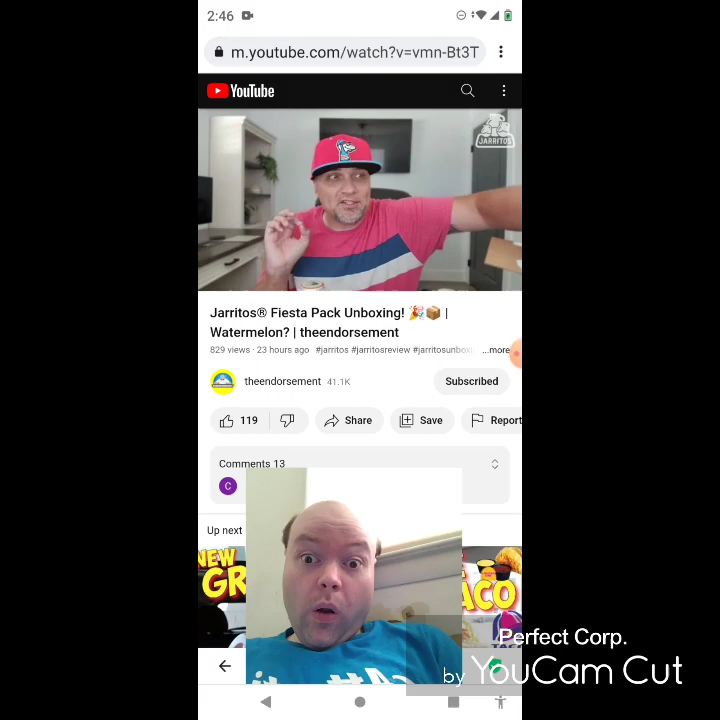 2:46
m.youtube.com/watch?v=vmn-Bt3T
YouTube
JARRITOS
Jarritos® Fiesta Pack Unboxing! 🎉📦 |
Watermelon? | theendorsement
829 views · 23 hours ago #jarritos #jarritosreview #jarritosunboxi ...more
theendorsement 41.1K Subscribed
119 Share Save Report
Comments 13
C
Up next
NEW
GR
ACO
Perfect Corp.
by YouCam Cut